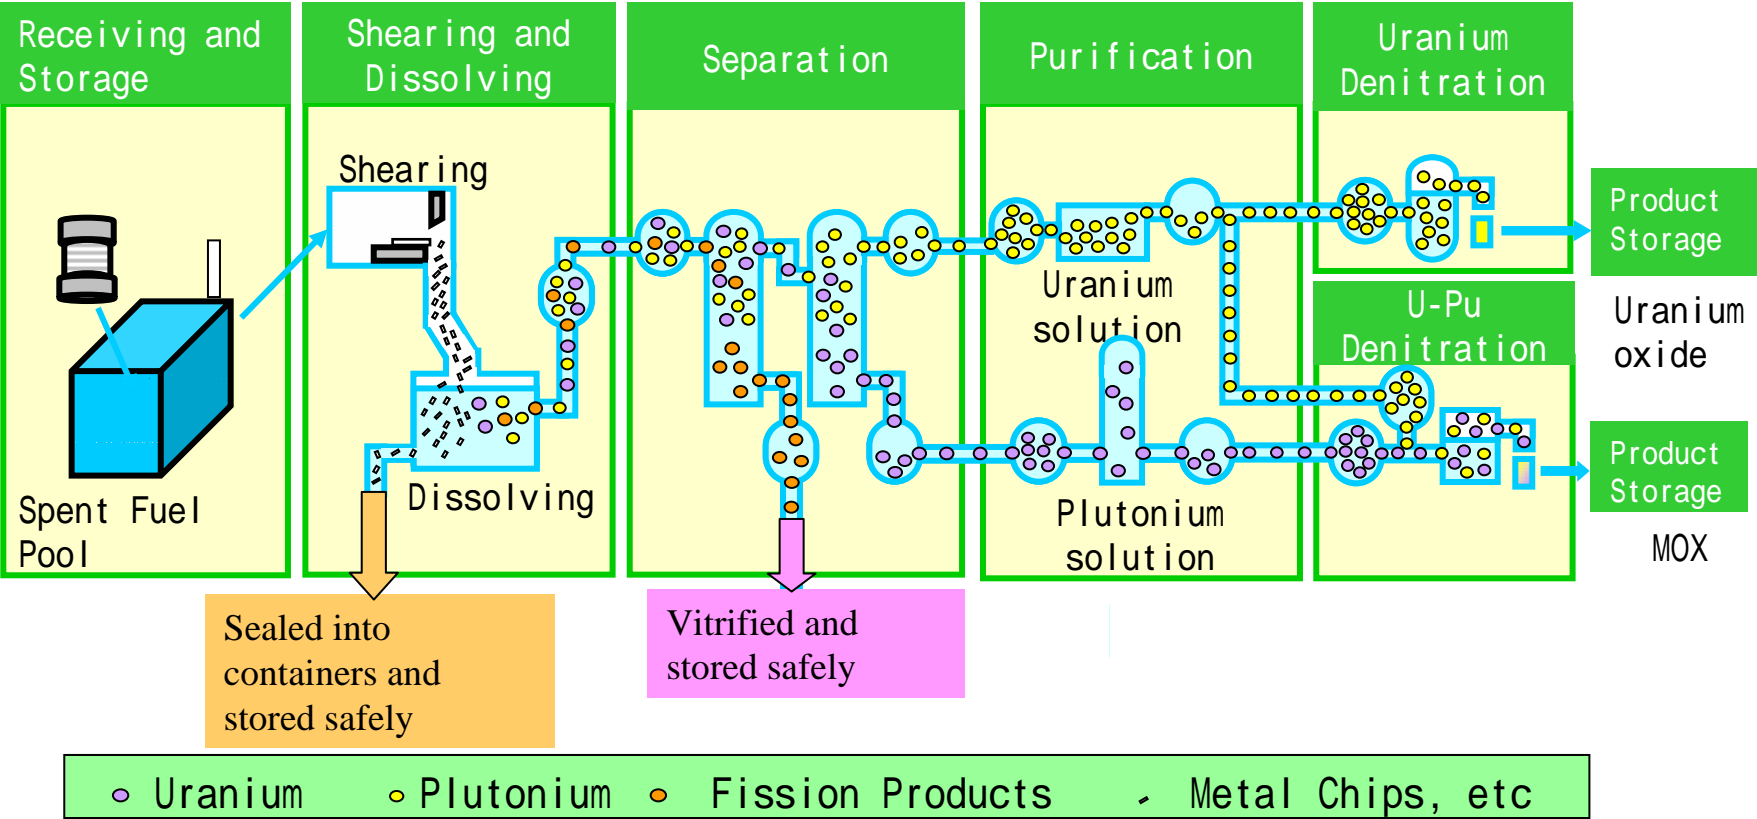 Receiving and
Storage
Shearing and
Dissolving
Separation
Purification
Uranium
Denitration
Shearing
Dissolving
Spent Fuel
Pool
Uranium
solution
Plutonium
solution
U-Pu
Denitration
Product
Storage
Uranium
oxide
Product
Storage
MOX
Sealed into
containers and
stored safely
Vitrified and
stored safely
Uranium Plutonium Fission Products Metal Chips, etc